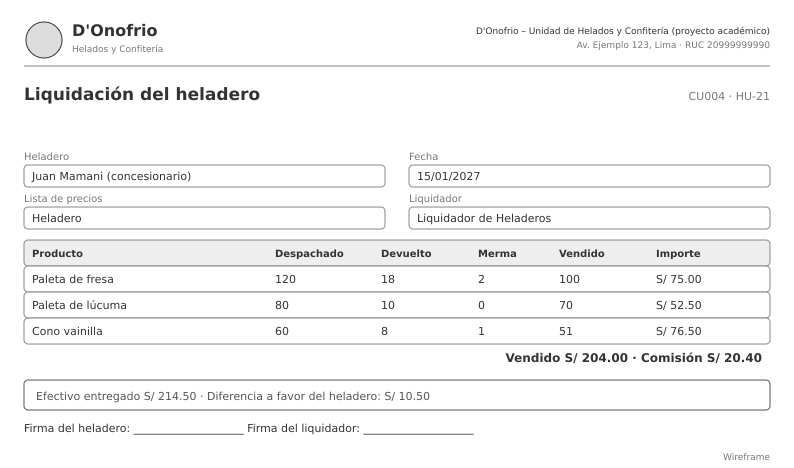 D'Onofrio
Helados y Confitería
D'Onofrio – Unidad de Helados y Confitería (proyecto académico)
Av. Ejemplo 123, Lima · RUC 20999999990
Liquidación del heladero
CU004 · HU-21
Heladero
Fecha
Juan Mamani (concesionario)
15/01/2027
Lista de precios
Liquidador
Heladero
Liquidador de Heladeros
Producto Despachado Devuelto Merma Vendido Importe
Paleta de fresa 120 18 2 100 S/ 75.00
Paleta de lúcuma 80 10 0 70 S/ 52.50
Cono vainilla 60 8 1 51 S/ 76.50
Vendido S/ 204.00 · Comisión S/ 20.40
Efectivo entregado S/ 214.50 · Diferencia a favor del heladero: S/ 10.50
Firma del heladero: ____________________ Firma del liquidador: ____________________
Wireframe